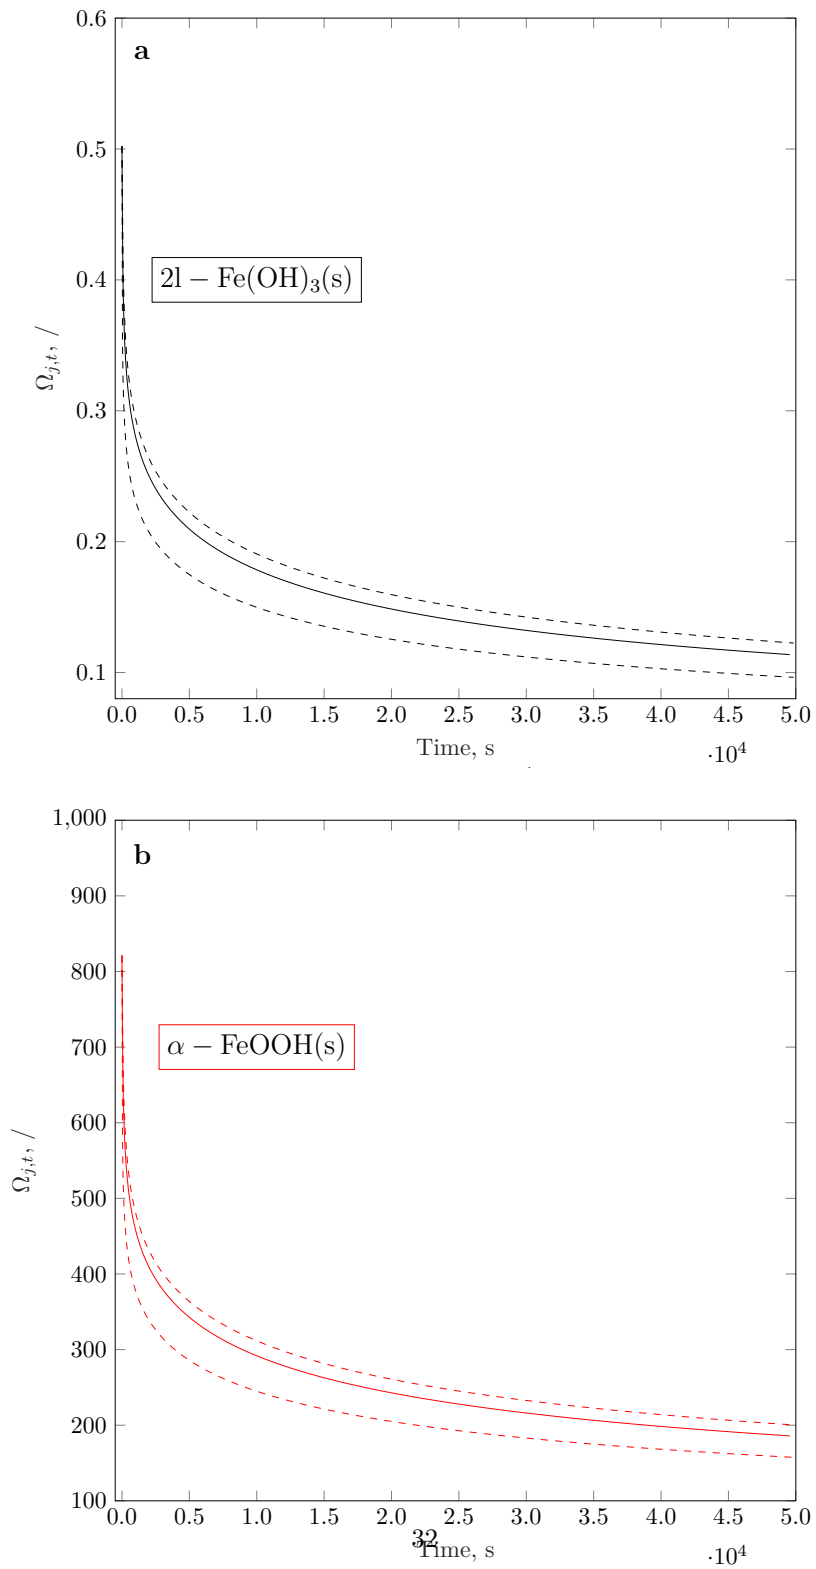 0.6
a
0.5
0.4
2l − Fe(OH)₃(s)
Ωj,t, /
0.3
0.2
0.1
0.0 0.5 1.0 1.5 2.0 2.5 3.0 3.5 4.0 4.5 5.0
Time, s
·10⁴
1,000
b
900
800
700
α − FeOOH(s)
600
Ωj,t, /
500
400
300
200
100
0.0 0.5 1.0 1.5 2.0 2.5 3.0 3.5 4.0 4.5 5.0
32
Time, s
·10⁴